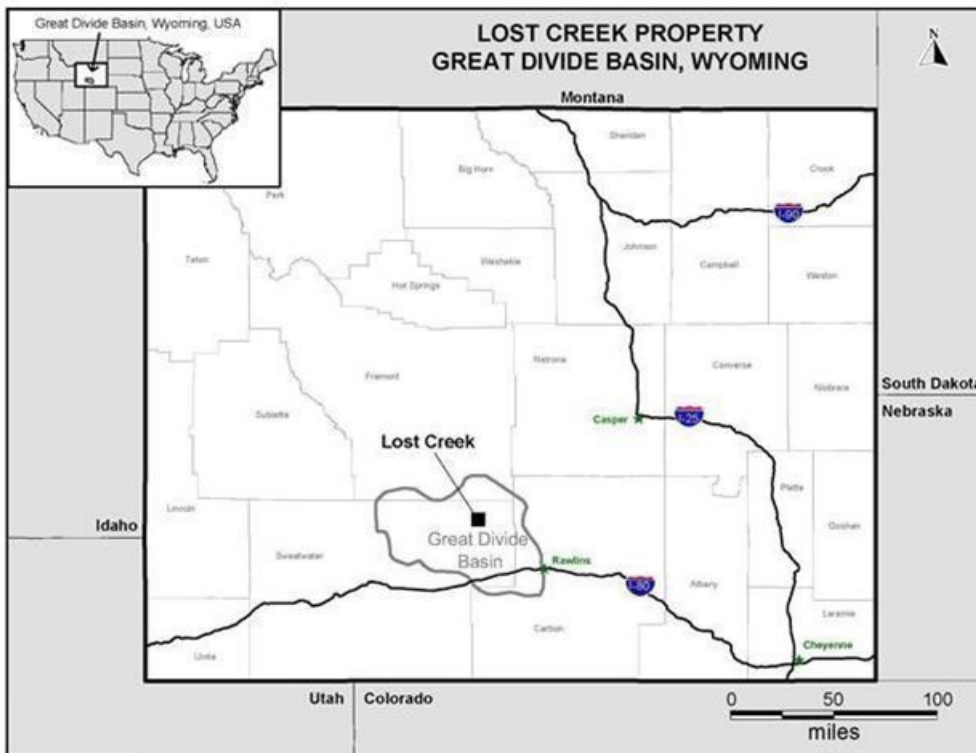 Great Divide Basin, Wyoming, USA
LOST CREEK PROPERTY
GREAT DIVIDE BASIN, WYOMING
N
Montana
Sheridan
Crook
Big Horn
Park
I-90
Johnson
Teton
Washakie
Campbell
Weston
Hot Springs
Natrona
Converse
Niobrara
Fremont
South Dakota
Nebraska
Sublette
Casper
I-25
Lost Creek
Platte
Lincoln
Goshen
Idaho
Great Divide
Basin
Sweetwater
Rawlins
I-80
Albany
Laramie
Carbon
Cheyenne
Uinta
Utah
Colorado
0 50 100
miles